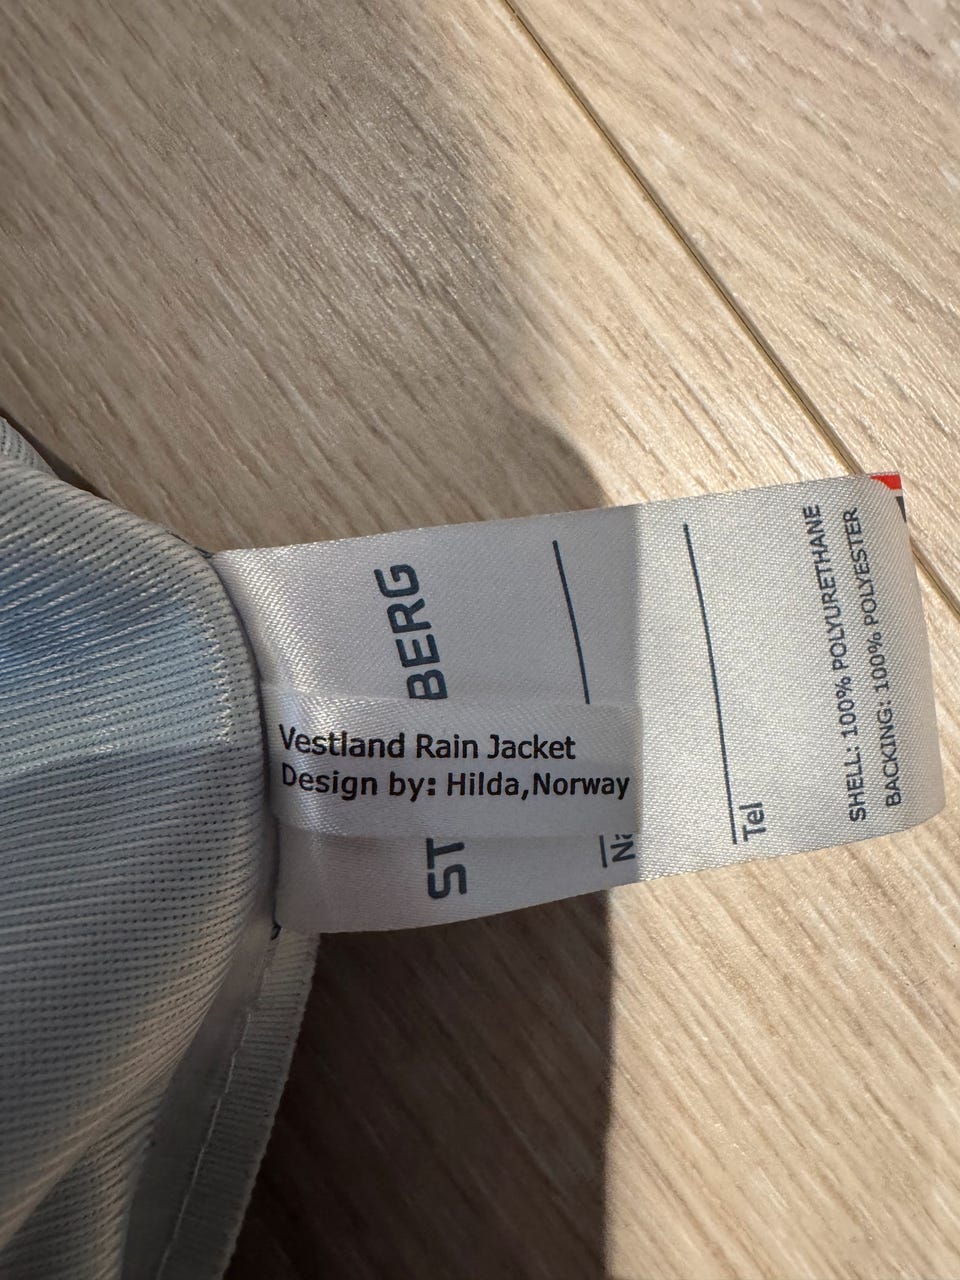 Vestland Rain Jacket
Design by: Hilda,Norway
ST
BERG
Tel
SHELL: 100% POLYURETHANE
BACKING: 100% POLYESTER